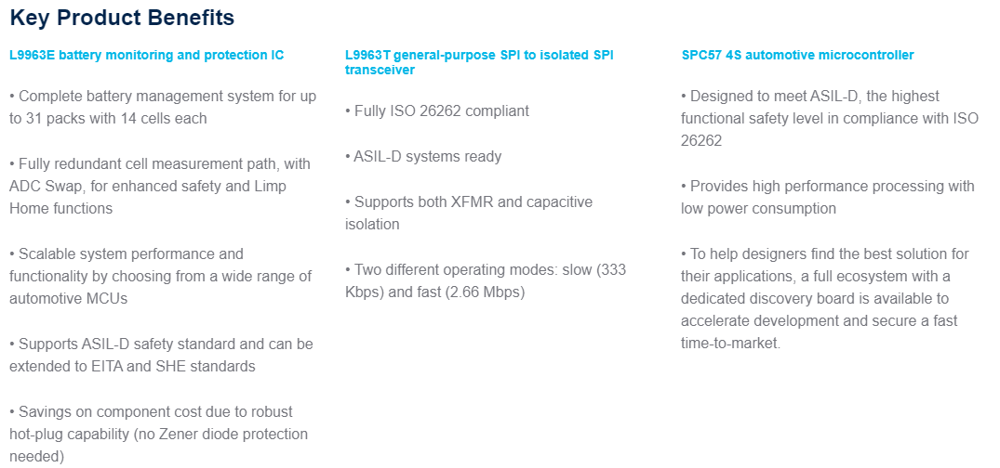 Key Product Benefits
L9963E battery monitoring and protection IC
• Complete battery management system for up
to 31 packs with 14 cells each
• Fully redundant cell measurement path, with
ADC Swap, for enhanced safety and Limp
Home functions
• Scalable system performance and
functionality by choosing from a wide range of
automotive MCUs
• Supports ASIL-D safety standard and can be
extended to EITA and SHE standards
• Savings on component cost due to robust
hot-plug capability (no Zener diode protection
needed)
L9963T general-purpose SPI to isolated SPI
transceiver
• Fully ISO 26262 compliant
• ASIL-D systems ready
• Supports both XFMR and capacitive
isolation
• Two different operating modes: slow (333
Kbps) and fast (2.66 Mbps)
SPC57 4S automotive microcontroller
• Designed to meet ASIL-D, the highest
functional safety level in compliance with ISO
26262
• Provides high performance processing with
low power consumption
• To help designers find the best solution for
their applications, a full ecosystem with a
dedicated discovery board is available to
accelerate development and secure a fast
time-to-market.